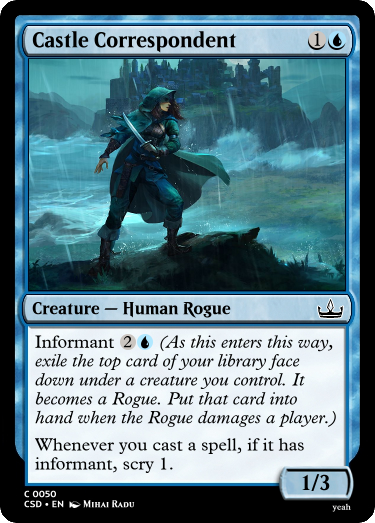 Castle Correspondent 1
Creature — Human Rogue
Informant 2 (As this enters this way,
exile the top card of your library face
down under a creature you control. It
becomes a Rogue. Put that card into
hand when the Rogue damages a player.)
Whenever you cast a spell, if it has
informant, scry 1.
1/3
C 0050
CSD • EN Mihai Radu
yeah